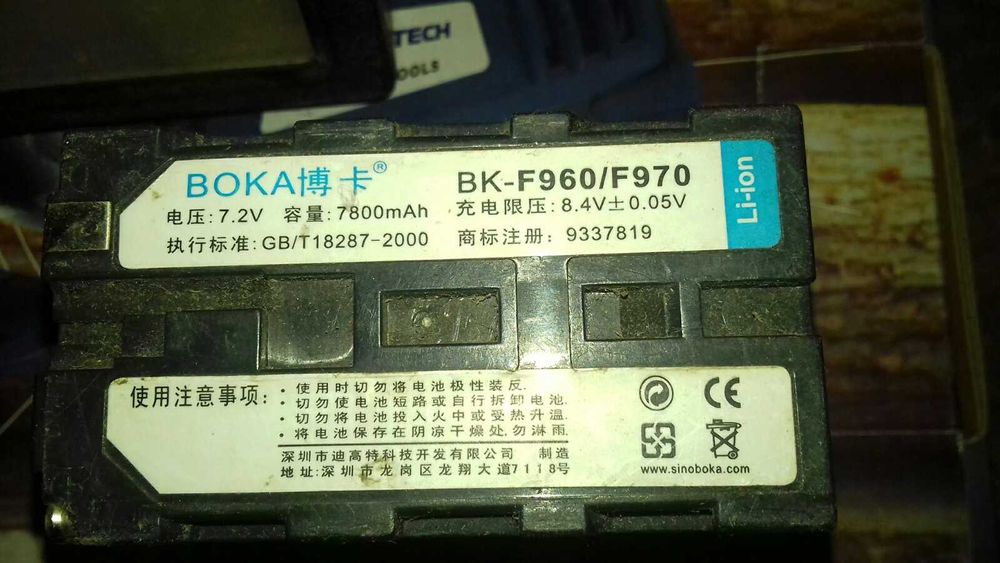 TECH
OOLS
BOKA博卡®
BK-F960/F970
电压:7.2V 容量:7800mAh
充电限压:8.4V±0.05V
执行标准:GB/T18287-2000
商标注册:9337819
Li-ion
使用注意事项:
·使用时切勿将电池极性装反.
·切勿使电池短路或自行拆卸电池.
·切勿将电池投入火中或受热升温.
·将电池保存在阴凉干燥处,勿淋雨.
深圳市迪高特科技开发有限公司 制造
地址:深圳市龙岗区龙翔大道7118号
CE
www.sinoboka.com